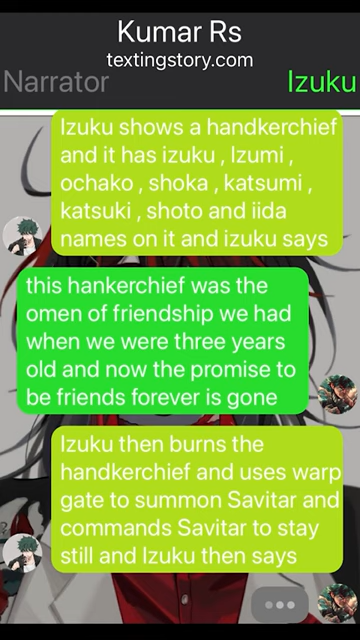 Kumar Rs
textingstory.com
Narrator
Izuku
Izuku shows a handkerchief
and it has izuku , Izumi ,
ochako , shoka , katsumi ,
katsuki , shoto and iida
names on it and izuku says
this hankerchief was the
omen of friendship we had
when we were three years
old and now the promise to
be friends forever is gone
Izuku then burns the
handkerchief and uses warp
gate to summon Savitar and
commands Savitar to stay
still and Izuku then says